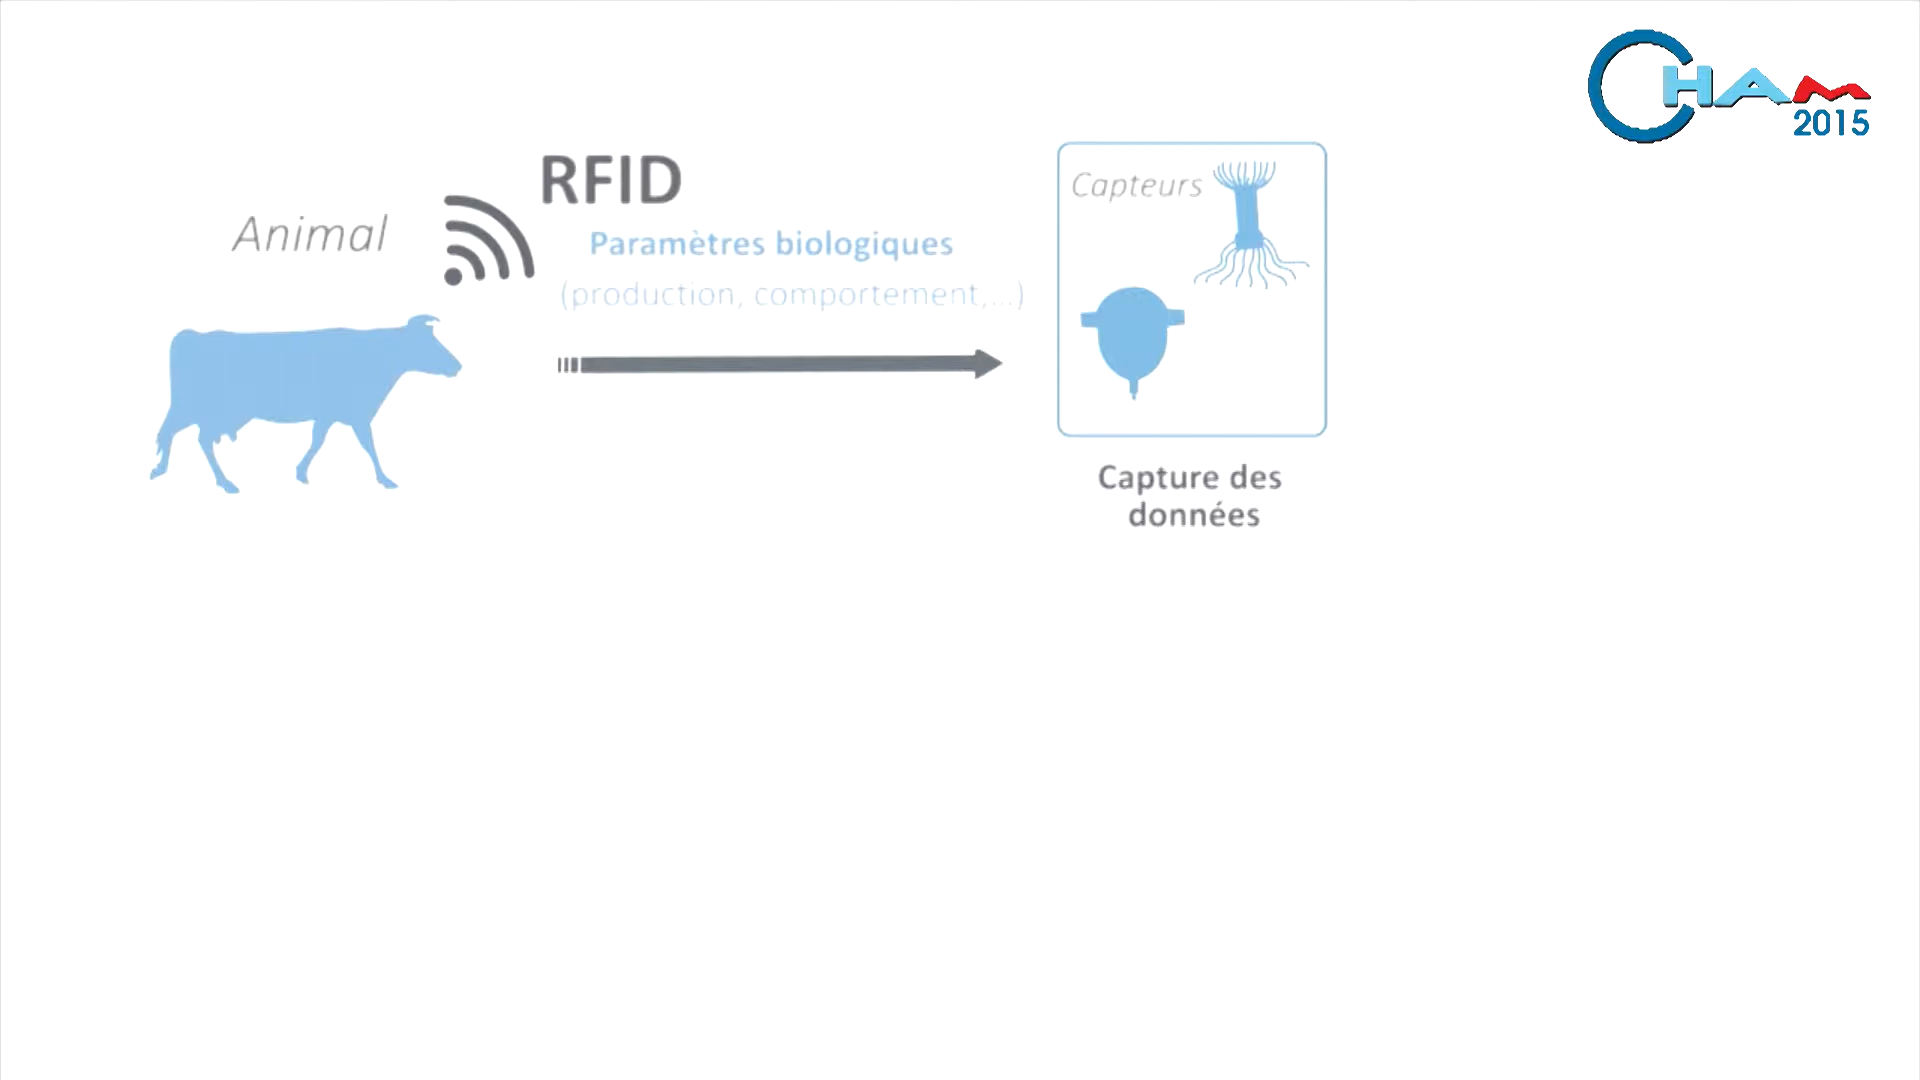 CHAM
2015
RFID
Animal
Paramètres biologiques
(production, comportement,...)
Capteurs
Capture des
données